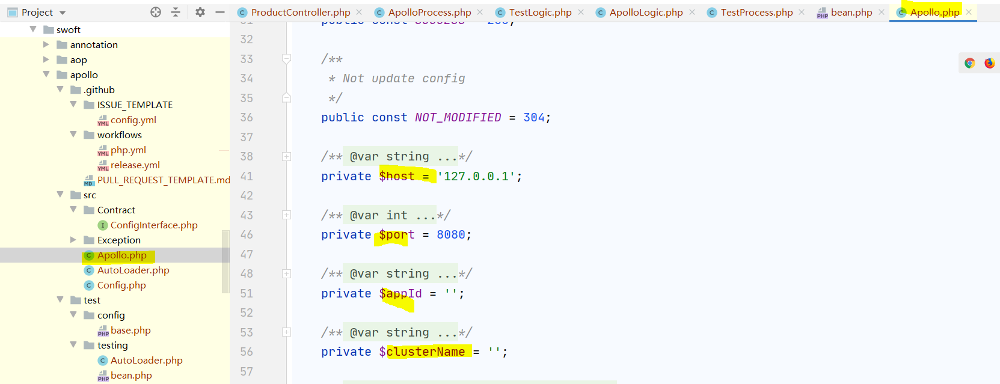 Project
ProductController.php
ApolloProcess.php
TestLogic.php
ApolloLogic.php
TestProcess.php
bean.php
Apollo.php
swoft
annotation
aop
apollo
.github
ISSUE_TEMPLATE
config.yml
workflows
php.yml
release.yml
PULL_REQUEST_TEMPLATE.md
src
Contract
ConfigInterface.php
Exception
Apollo.php
AutoLoader.php
Config.php
test
config
base.php
testing
AutoLoader.php
bean.php
32
33 /**
34 * Not update config
35 */
36 public const NOT_MODIFIED = 304;
37
38 /** @var string ...*/
41 private $host = '127.0.0.1';
42
43 /** @var int ...*/
46 private $port = 8080;
47
48 /** @var string ...*/
51 private $appId = '';
52
53 /** @var string ...*/
56 private $clusterName = '';
57